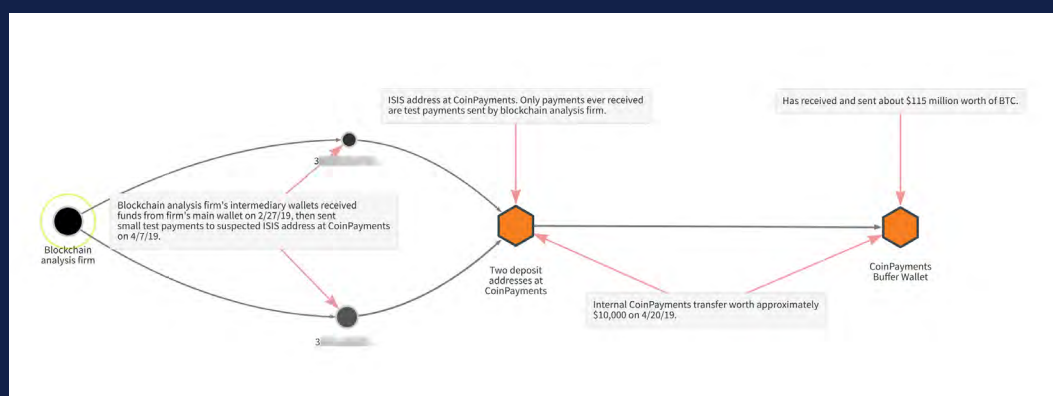 ISIS address at CoinPayments. Only payments ever received
are test payments sent by blockchain analysis firm.
Has received and sent about $115 million worth of BTC.
3
Blockchain analysis firm's intermediary wallets received
funds from firm's main wallet on 2/27/19, then sent
small test payments to suspected ISIS address at CoinPayments
on 4/7/19.
Blockchain
analysis firm
Two deposit
addresses at
CoinPayments
CoinPayments
Buffer Wallet
Internal CoinPayments transfer worth approximately
$10,000 on 4/20/19.
3